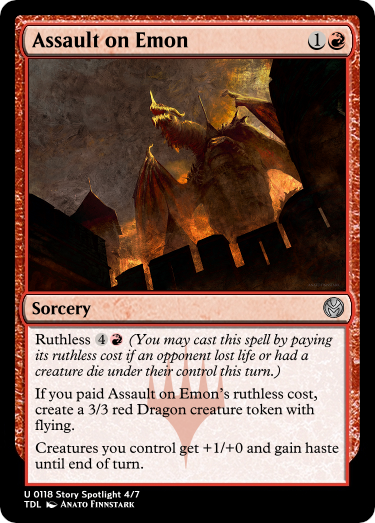 Assault on Emon 1
Sorcery
Ruthless 4 (You may cast this spell by paying
its ruthless cost if an opponent lost life or had a
creature die under their control this turn.)
If you paid Assault on Emon's ruthless cost,
create a 3/3 red Dragon creature token with
flying.
Creatures you control get +1/+0 and gain haste
until end of turn.
U 0118 Story Spotlight 4/7
TDL Anato Finnstark